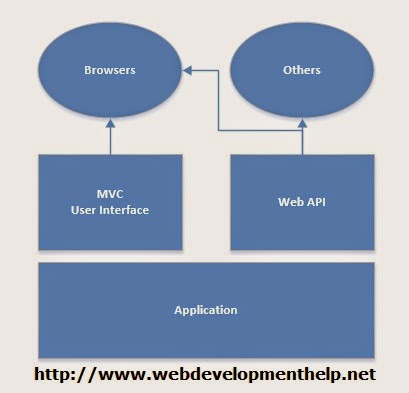 Browsers
Others
MVC
User Interface
Web API
Application
http://www.webdevelopmenthelp.net